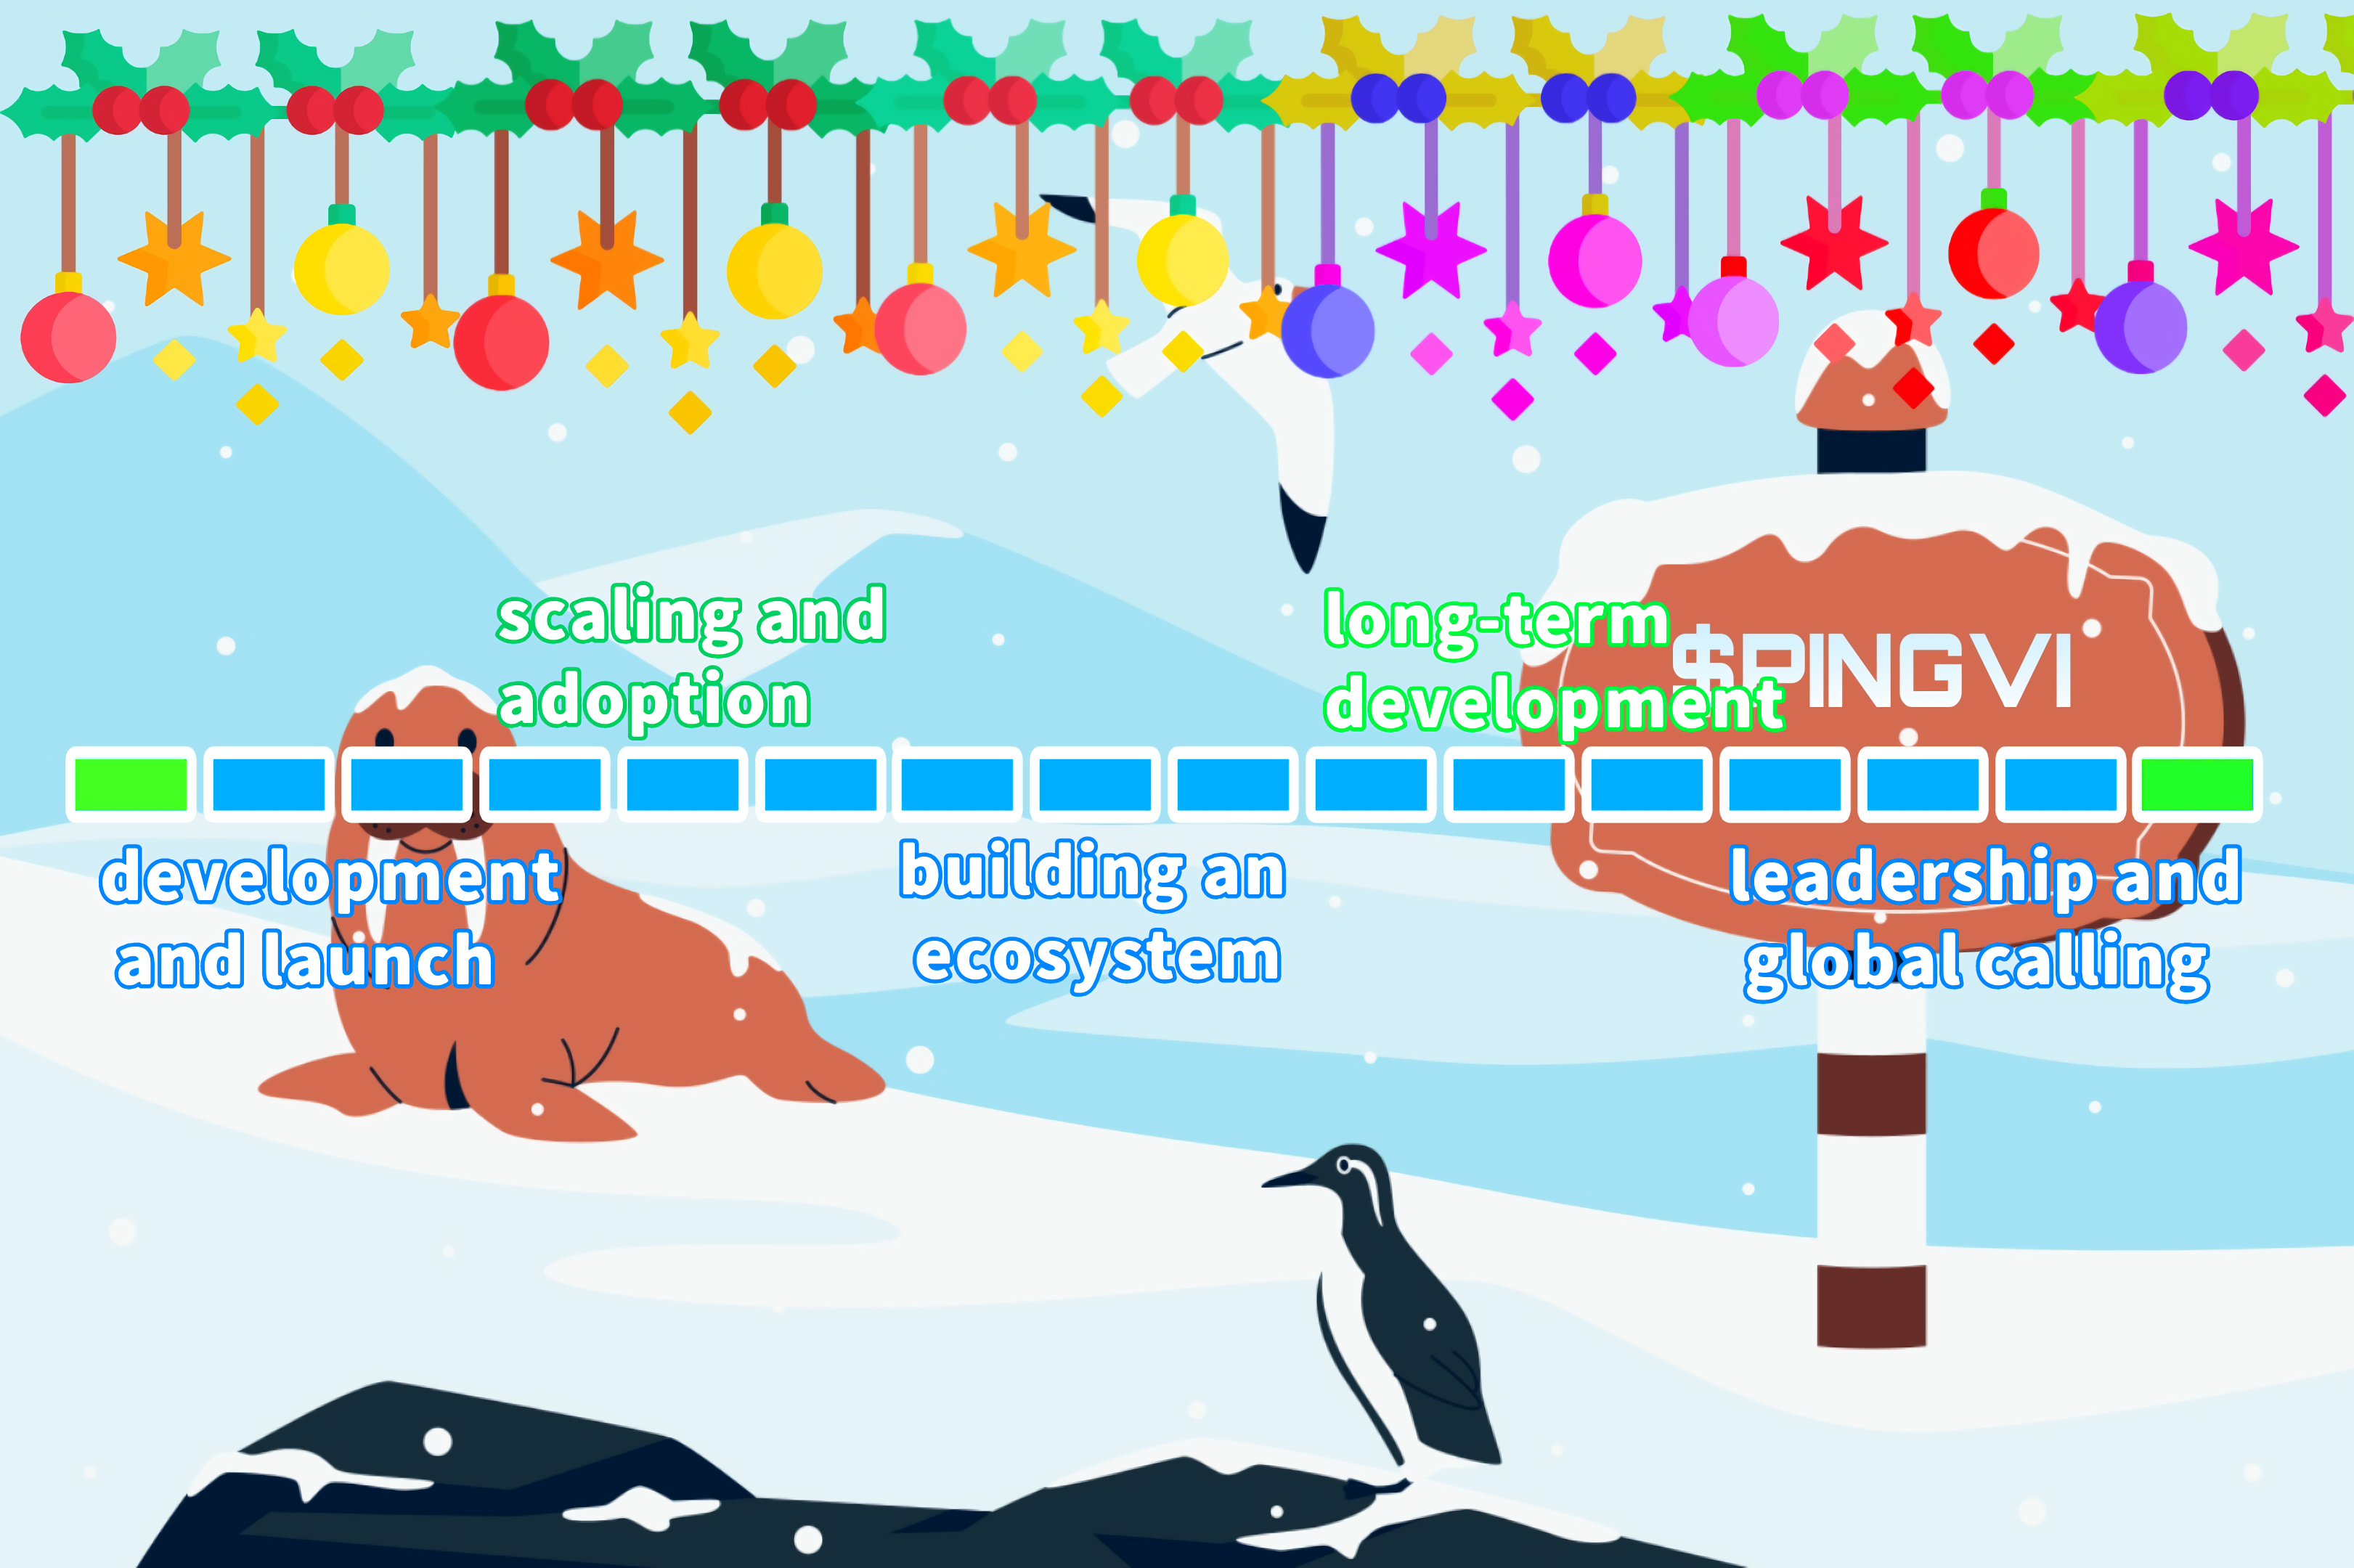 scaling and
adoption
long-term
development
$PINGVI
development
and launch
building an
ecosystem
leadership and
global calling